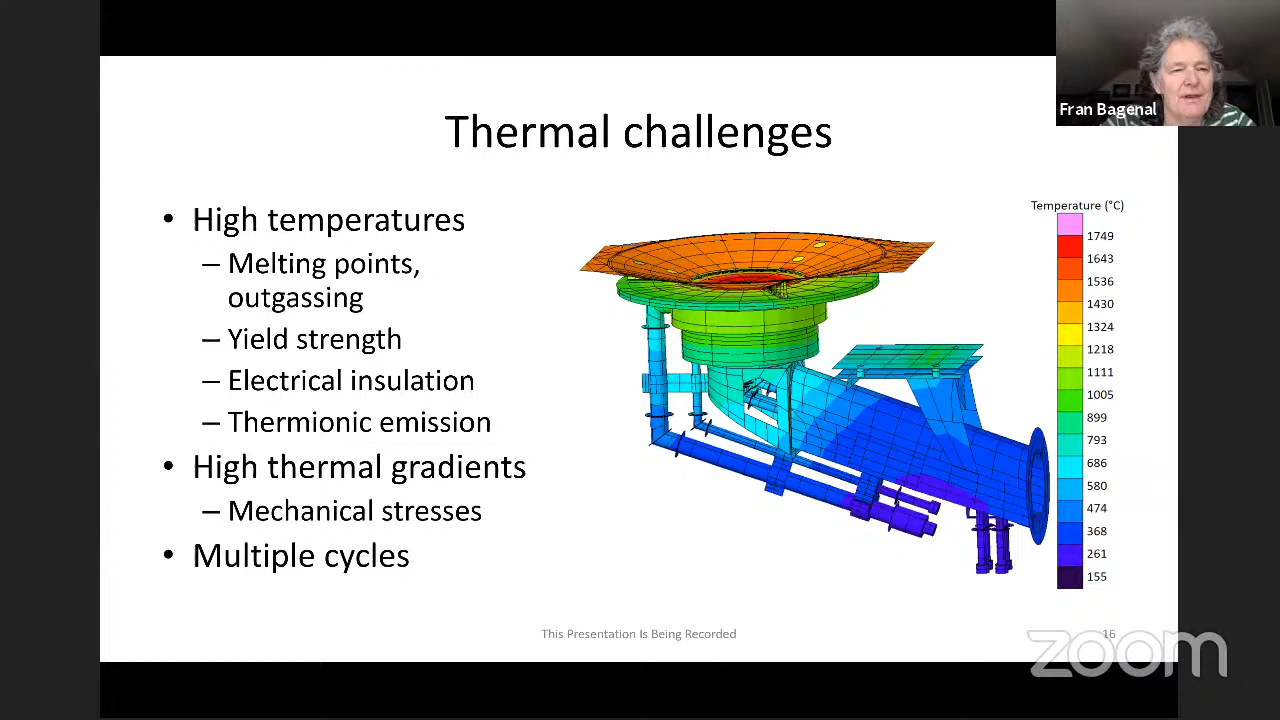 Fran Bagenal
Thermal challenges
• High temperatures
– Melting points,
outgassing
– Yield strength
– Electrical insulation
– Thermionic emission
• High thermal gradients
– Mechanical stresses
• Multiple cycles
Temperature (°C)
1749
1643
1536
1430
1324
1218
1111
1005
899
793
686
580
474
368
261
155
This Presentation Is Being Recorded
16
zoom